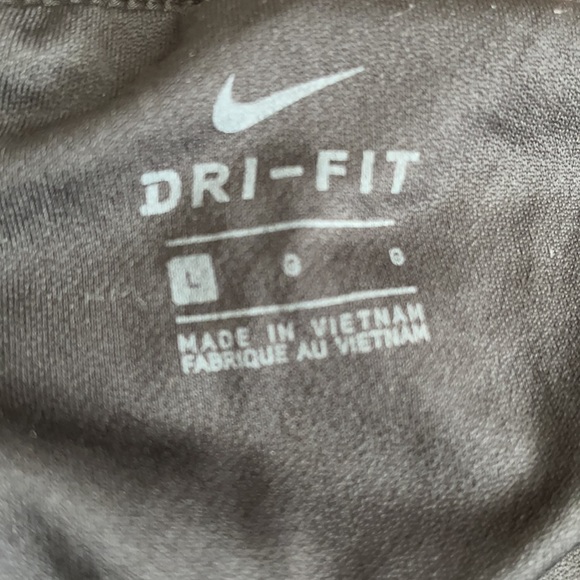 DRI-FIT
L G G
MADE IN VIETNAM
FABRIQUE AU VIETNAM